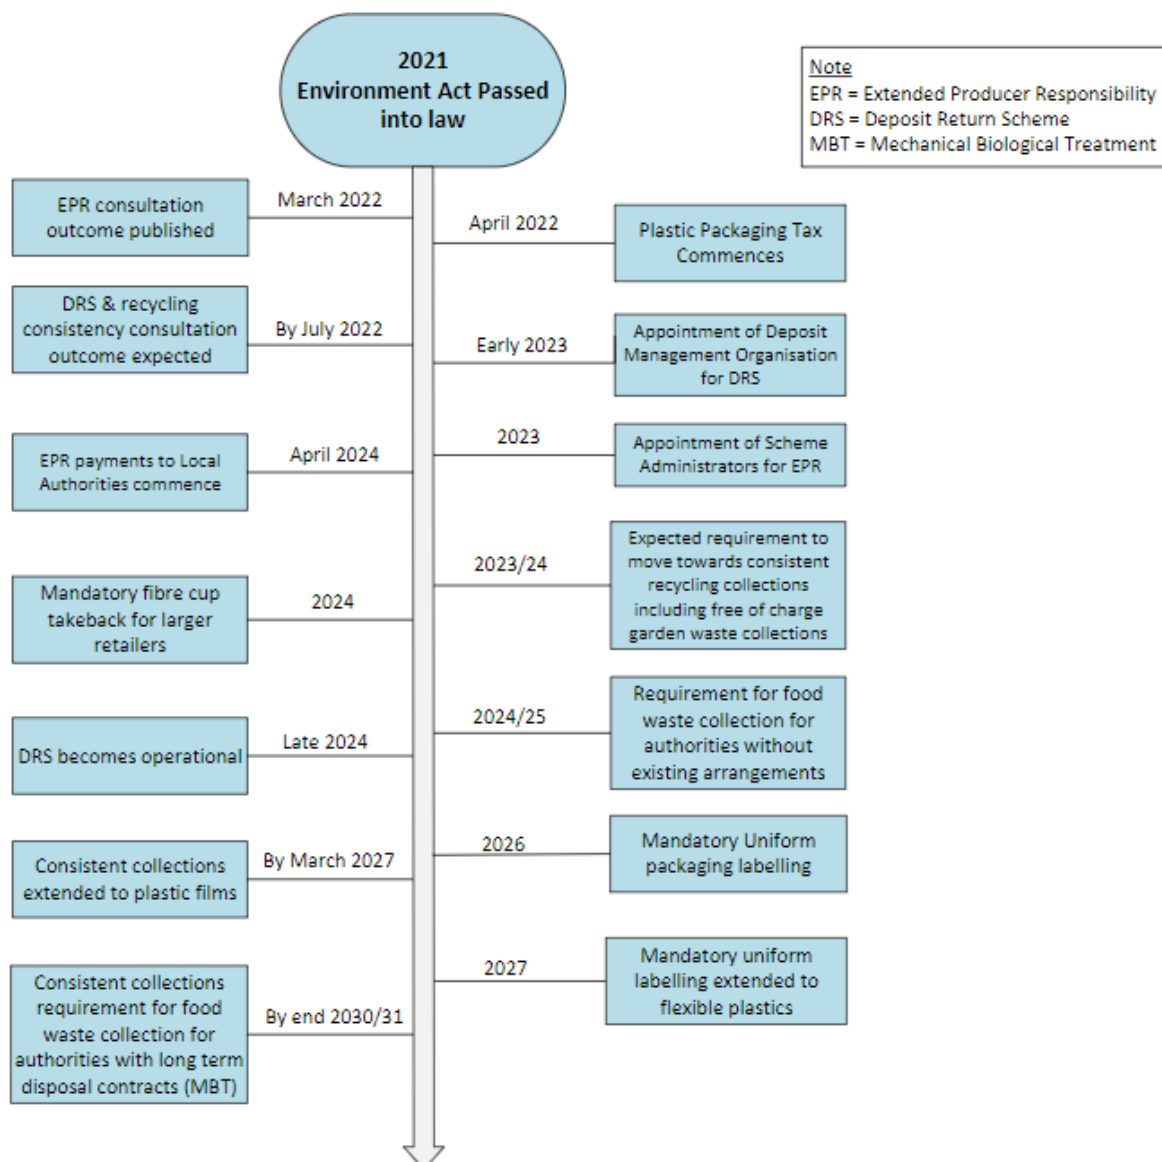 2021
Environment Act Passed
into law
Note
EPR = Extended Producer Responsibility
DRS = Deposit Return Scheme
MBT = Mechanical Biological Treatment
March 2022
EPR consultation
outcome published
April 2022
Plastic Packaging Tax
Commences
By July 2022
DRS & recycling
consistency consultation
outcome expected
Early 2023
Appointment of Deposit
Management Organisation
for DRS
2023
Appointment of Scheme
Administrators for EPR
April 2024
EPR payments to Local
Authorities commence
2023/24
Expected requirement to
move towards consistent
recycling collections
including free of charge
garden waste collections
2024
Mandatory fibre cup
takeback for larger
retailers
2024/25
Requirement for food
waste collection for
authorities without
existing arrangements
Late 2024
DRS becomes operational
2026
Mandatory Uniform
packaging labelling
By March 2027
Consistent collections
extended to plastic films
2027
Mandatory uniform
labelling extended to
flexible plastics
By end 2030/31
Consistent collections
requirement for food
waste collection for
authorities with long term
disposal contracts (MBT)